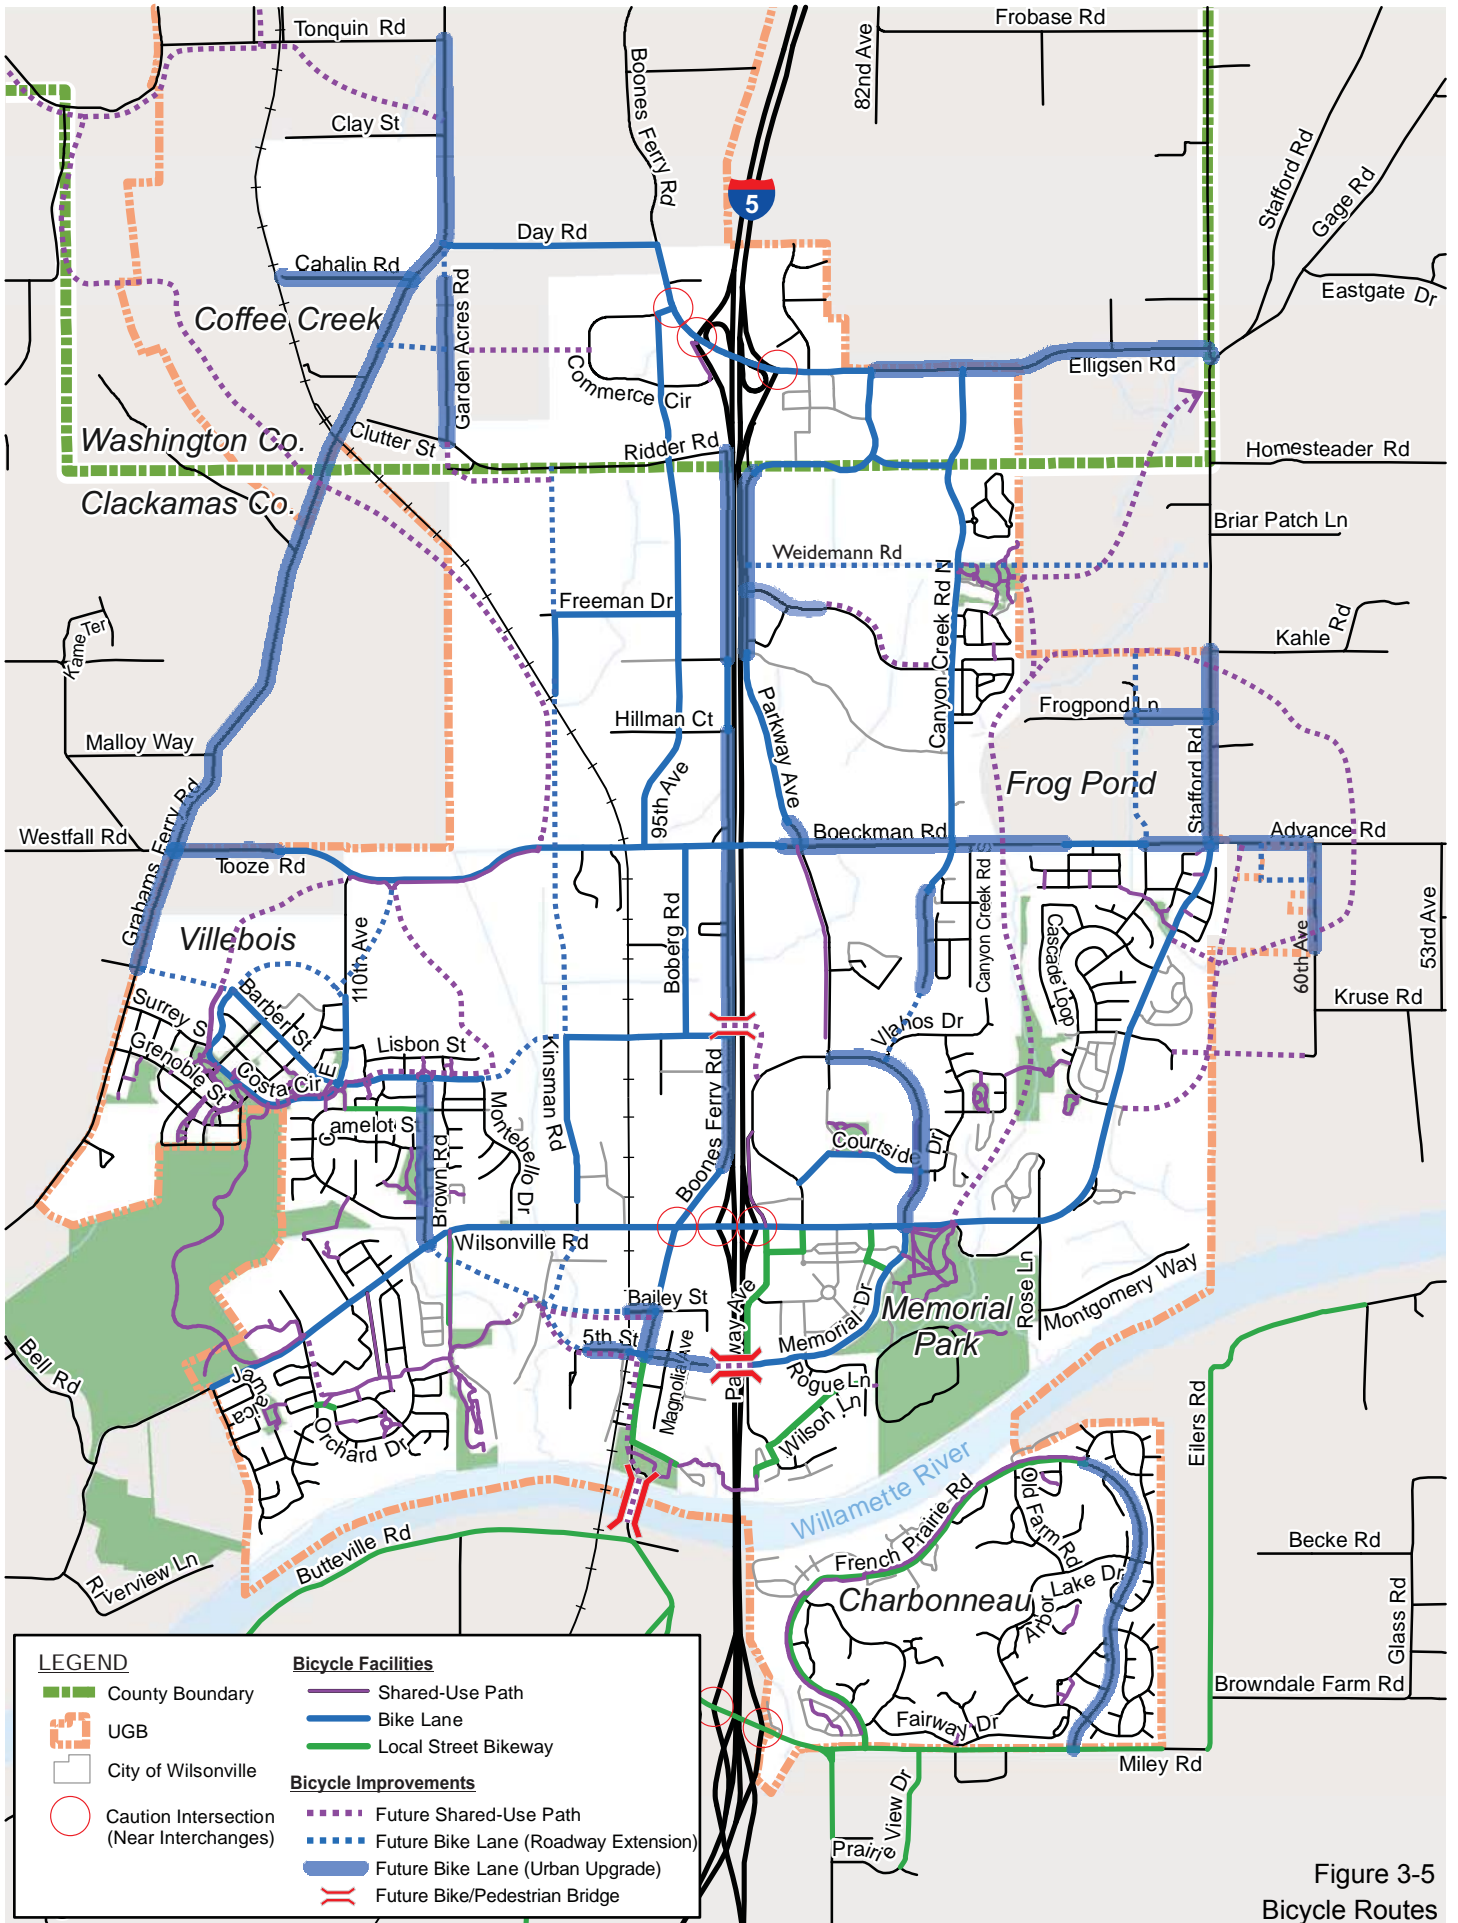 Tonquin Rd
Frobase Rd
82nd Ave
Boones Ferry Rd
Clay St
Stafford Rd
Gage Rd
5
Day Rd
Cahalin Rd
Eastgate Dr
Coffee Creek
Garden Acres Rd
Commerce Cir
Elligsen Rd
Washington Co.
Clutter St
Ridder Rd
Homesteader Rd
Clackamas Co.
Briar Patch Ln
Weidemann Rd
Canyon Creek Rd N
Freeman Dr
Kame Ter
Kahle Rd
Parkway Ave
Frogpond Ln
Hillman Ct
Malloy Way
Frog Pond
Stafford Rd
95th Ave
Grahams Ferry Rd
Westfall Rd
Tooze Rd
Boeckman Rd
Advance Rd
Villebois
110th Ave
Boberg Rd
Canyon Creek Rd S
Cascade Loop
60th Ave
53rd Ave
Kruse Rd
Surrey S
Barber St
Grenoble St
Costa Cir E
Lisbon St
Kinsman Rd
Vlahos Dr
Camelot St
Brown Rd
Montebello Dr
Boones Ferry Rd
Courtside Dr
Wilsonville Rd
Bailey St
5th St
Magnolia Ave
Parkway Ave
Memorial Dr
Memorial
Park
Rose Ln
Montgomery Way
Rogue Ln
Wilson Ln
Bell Rd
Jamaica
Orchard Dr
Eilers Rd
Willamette River
French Prairie Rd
Old Farm Rd
Becke Rd
Butteville Rd
Riverview Ln
Charbonneau
Arbor Lake Dr
Glass Rd
Browndale Farm Rd
Fairway Dr
Miley Rd
Prairie View Dr
LEGEND
County Boundary
UGB
City of Wilsonville
Caution Intersection
(Near Interchanges)
Bicycle Facilities
Shared-Use Path
Bike Lane
Local Street Bikeway
Bicycle Improvements
Future Shared-Use Path
Future Bike Lane (Roadway Extension)
Future Bike Lane (Urban Upgrade)
Future Bike/Pedestrian Bridge
Figure 3-5
Bicycle Routes